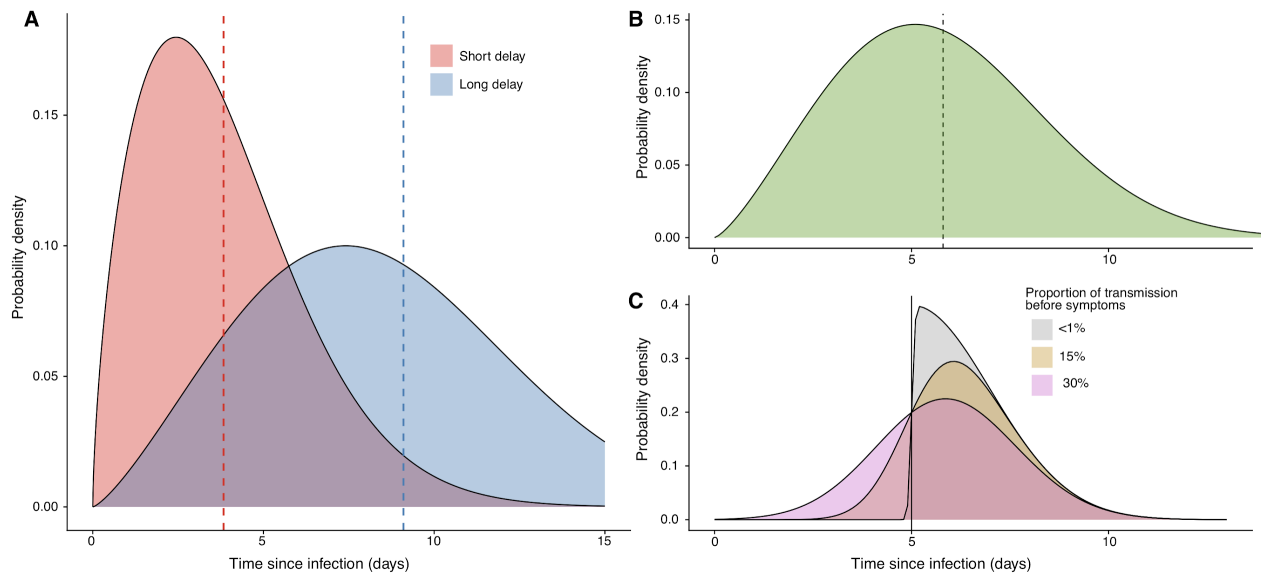 A
Probability density
0.15
0.10
0.05
0.00
0
5
10
15
Time since infection (days)
Short delay
Long delay
B
Probability density
0.15
0.10
0.05
0.00
0
5
10
C
Probability density
0.4
0.3
0.2
0.1
0.0
0
5
10
Time since infection (days)
Proportion of transmission
before symptoms
<1%
15%
30%